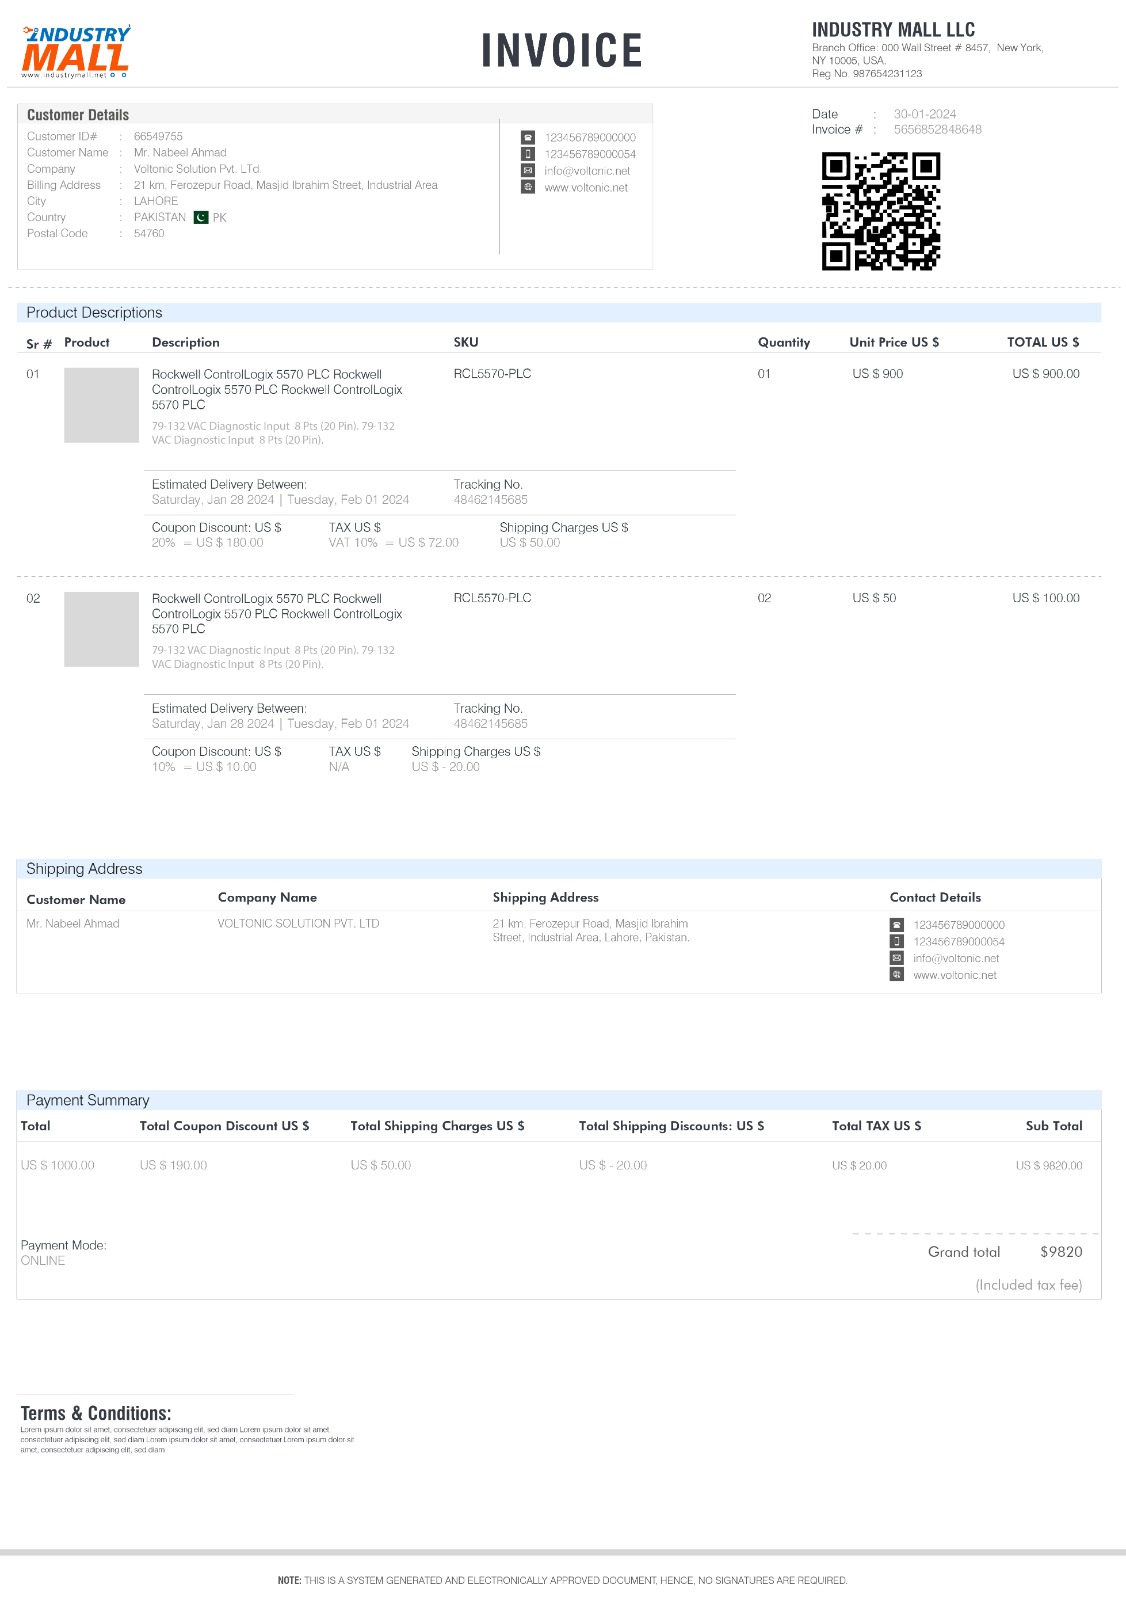 INDUSTRY
MALL
www.industrymall.net
INVOICE
INDUSTRY MALL LLC
Branch Office: 000 Wall Street # 8457, New York,
NY 10005, USA.
Reg No. 987654231123
Customer Details
Customer ID# : 66549755
Customer Name : Mr. Nabeel Ahmad
Company : Voltonic Solution Pvt. LTd.
Billing Address : 21 km, Ferozepur Road, Masjid Ibrahim Street, Industrial Area
City : LAHORE
Country : PAKISTAN PK
Postal Code : 54760
123456789000000
123456789000054
info@voltonic.net
www.voltonic.net
Date : 30-01-2024
Invoice # : 5656852848648
Product Descriptions
Sr # Product Description SKU Quantity Unit Price US $ TOTAL US $
01 Rockwell ControlLogix 5570 PLC Rockwell RCL5570-PLC 01 US $ 900 US $ 900.00
ControlLogix 5570 PLC Rockwell ControlLogix
5570 PLC
79-132 VAC Diagnostic Input 8 Pts (20 Pin). 79-132
VAC Diagnostic Input 8 Pts (20 Pin).
Estimated Delivery Between: Tracking No.
Saturday, Jan 28 2024 | Tuesday, Feb 01 2024 48462145685
Coupon Discount: US $ TAX US $ Shipping Charges US $
20% = US $ 180.00 VAT 10% = US $ 72.00 US $ 50.00
02 Rockwell ControlLogix 5570 PLC Rockwell RCL5570-PLC 02 US $ 50 US $ 100.00
ControlLogix 5570 PLC Rockwell ControlLogix
5570 PLC
79-132 VAC Diagnostic Input 8 Pts (20 Pin). 79-132
VAC Diagnostic Input 8 Pts (20 Pin).
Estimated Delivery Between: Tracking No.
Saturday, Jan 28 2024 | Tuesday, Feb 01 2024 48462145685
Coupon Discount: US $ TAX US $ Shipping Charges US $
10% = US $ 10.00 N/A US $ - 20.00
Shipping Address
Customer Name Company Name Shipping Address Contact Details
Mr. Nabeel Ahmad VOLTONIC SOLUTION PVT. LTD 21 km, Ferozepur Road, Masjid Ibrahim 123456789000000
Street, Industrial Area, Lahore, Pakistan. 123456789000054
info@voltonic.net
www.voltonic.net
Payment Summary
Total Total Coupon Discount US $ Total Shipping Charges US $ Total Shipping Discounts: US $ Total TAX US $ Sub Total
US $ 1000.00 US $ 190.00 US $ 50.00 US $ - 20.00 US $ 20.00 US $ 9820.00
Payment Mode:
ONLINE
Grand total $9820
(Included tax fee)
Terms & Conditions:
Lorem ipsum dolor sit amet, consectetuer adipiscing elit, sed diam Lorem ipsum dolor sit amet,
consectetuer adipiscing elit, sed diam Lorem ipsum dolor sit amet, consectetuer Lorem ipsum dolor sit
amet, consectetuer adipiscing elit, sed diam
NOTE: THIS IS A SYSTEM GENERATED AND ELECTRONICALLY APPROVED DOCUMENT, HENCE, NO SIGNATURES ARE REQUIRED.